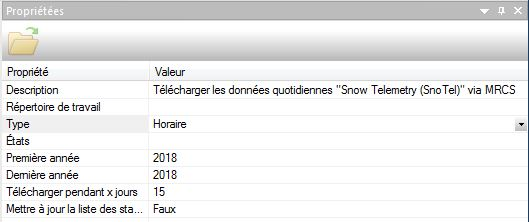 Propriétées
Propriété Valeur
Description Télécharger les données quotidiennes "Snow Telemetry (SnoTel)" via MRCS
Répertoire de travail
Type Horaire
États
Première année 2018
Dernière année 2018
Télécharger pendant x jours 15
Mettre à jour la liste des sta... Faux